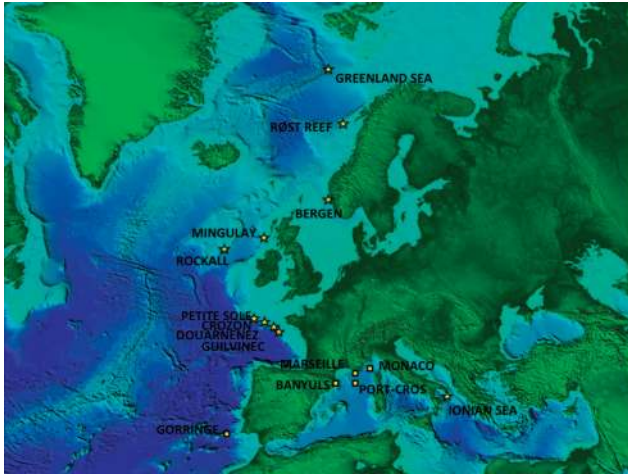 GREENLAND SEA
RØST REEF
BERGEN
MINGULAY
ROCKALL
PETITE SOLE
CROZON
DOUARNENEZ
GUILVINEC
MARSEILLE
MONACO
BANYULS
PORT-CROS
IONIAN SEA
GORRINGE